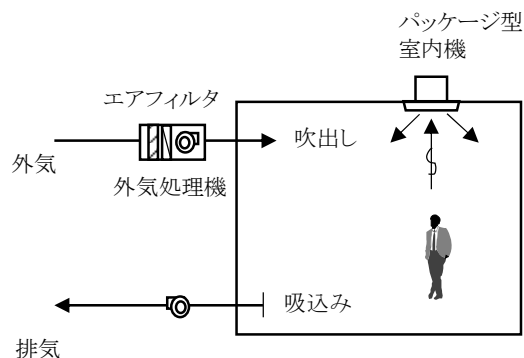 パッケージ型
室内機
エアフィルタ
吹出し
外気
外気処理機
吸込み
排気